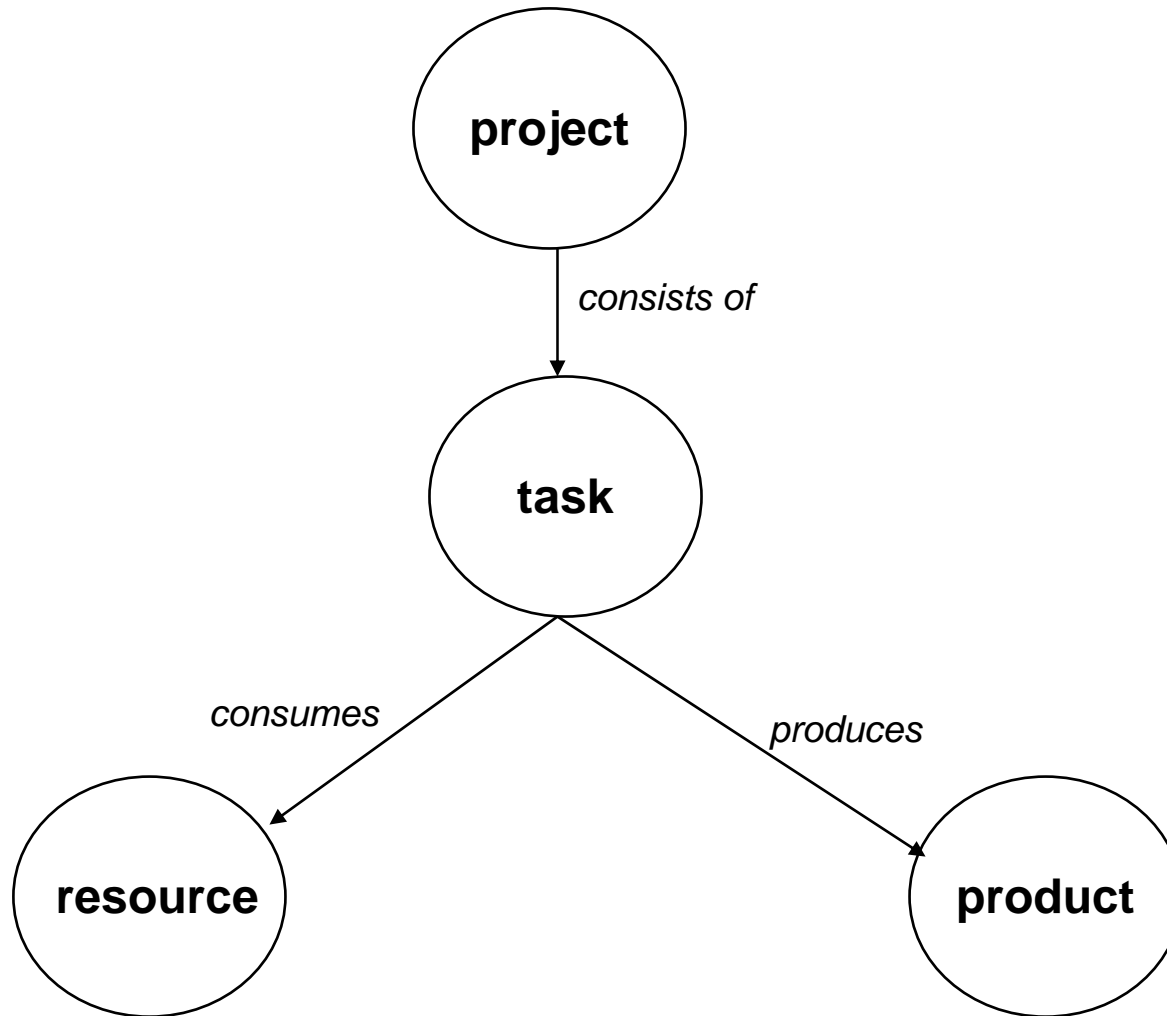 project
consists of
task
consumes
produces
resource
product